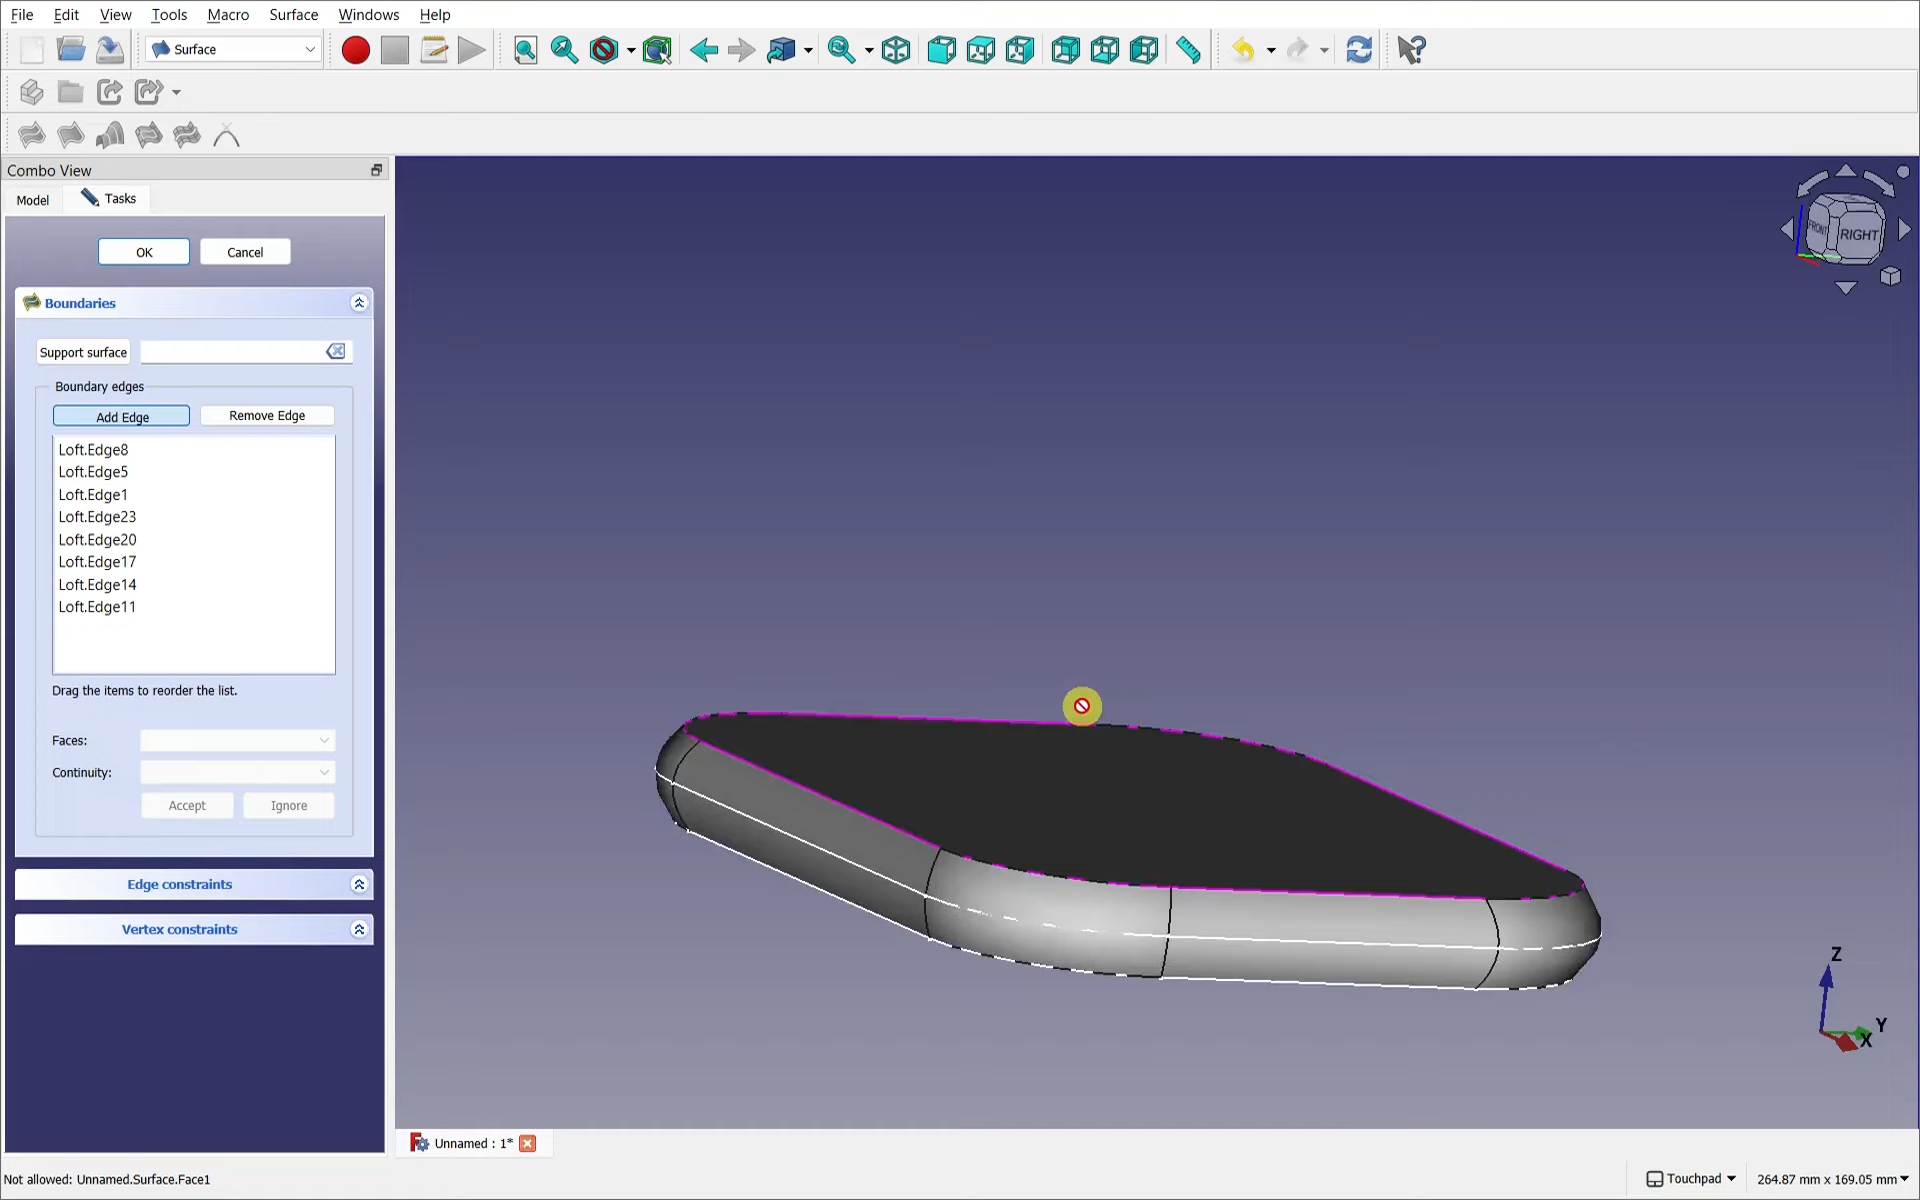 File Edit View Tools Macro Surface Windows Help
Surface
Combo View
Model Tasks
OK Cancel
Boundaries
Support surface
Boundary edges
Add Edge Remove Edge
Loft.Edge8
Loft.Edge5
Loft.Edge1
Loft.Edge23
Loft.Edge20
Loft.Edge17
Loft.Edge14
Loft.Edge11
Drag the items to reorder the list.
Faces:
Continuity:
Accept Ignore
Edge constraints
Vertex constraints
FRONT RIGHT
Z
Y
X
Unnamed : 1*
Not allowed: Unnamed.Surface.Face1
Touchpad 264.87 mm x 169.05 mm